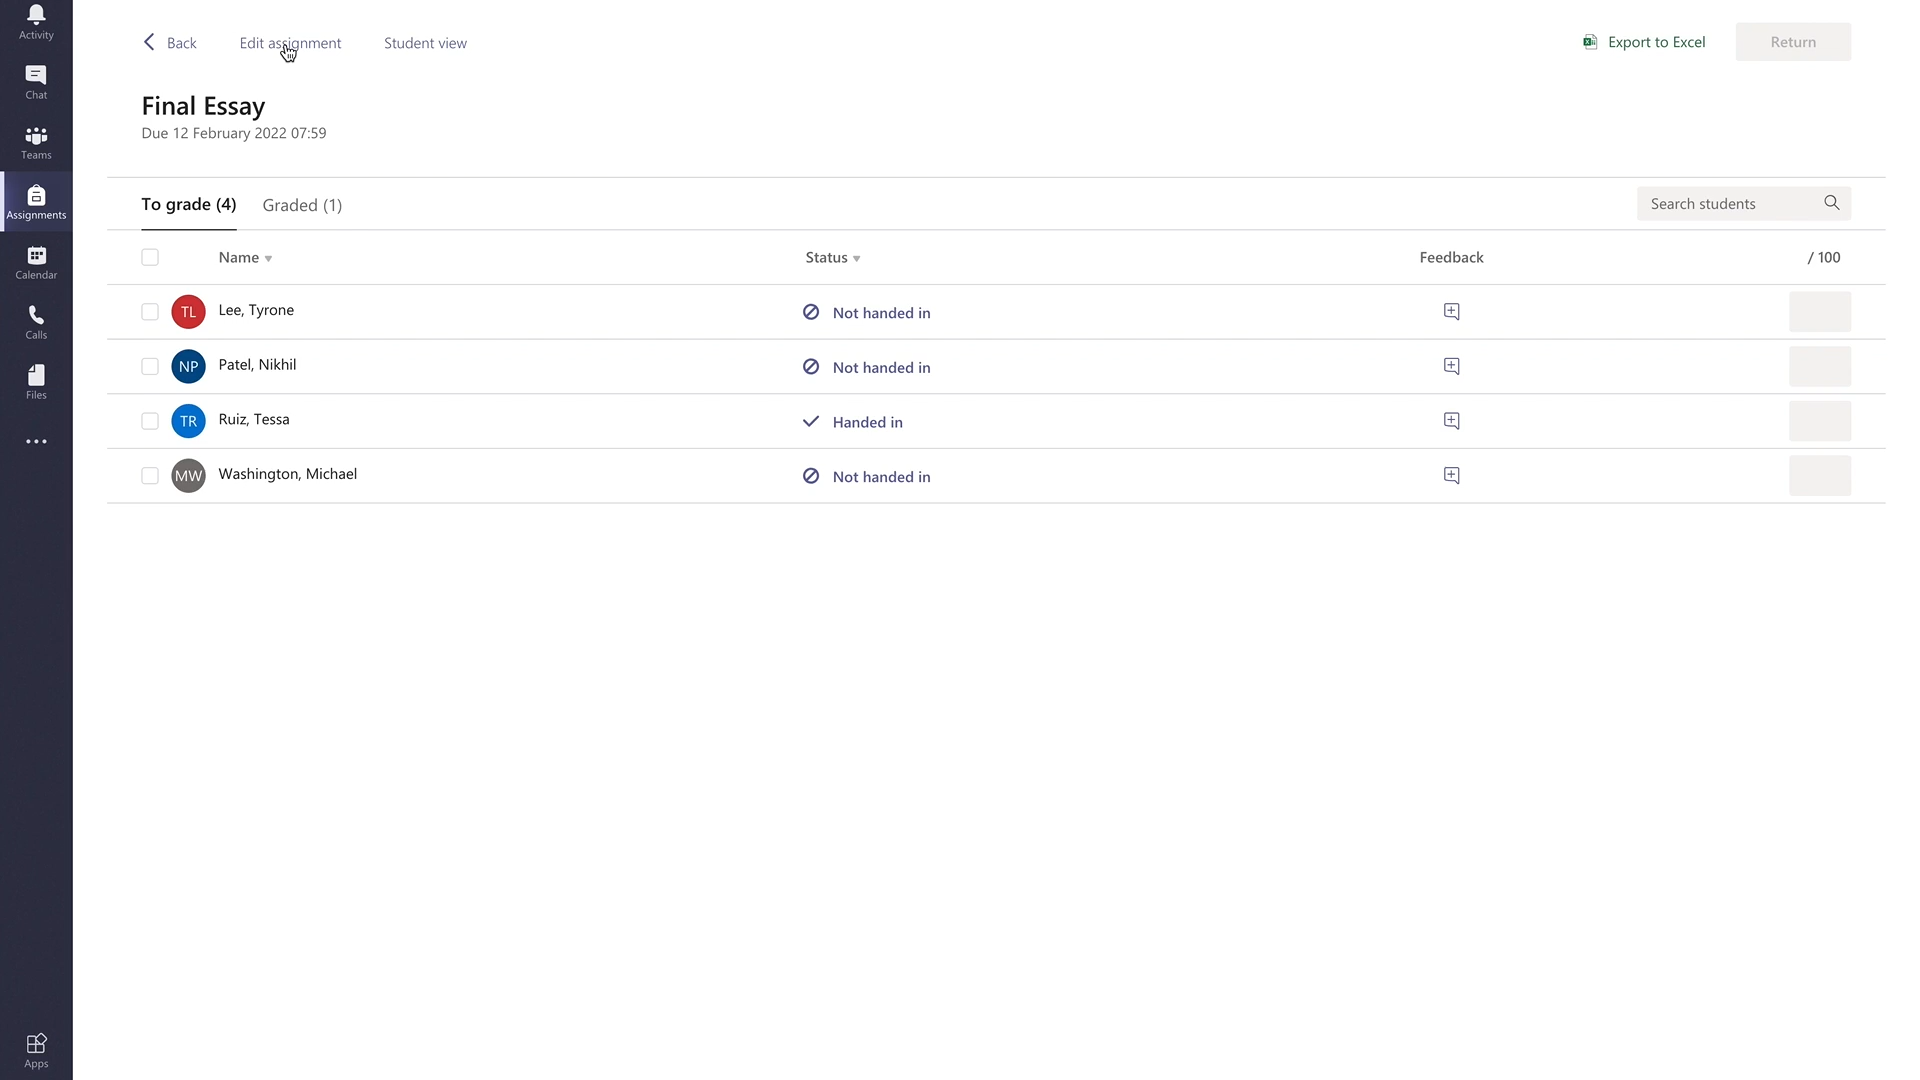 Activity
Chat
Teams
Assignments
Calendar
Calls
Files
Apps
Back Edit assignment Student view Export to Excel Return
Final Essay
Due 12 February 2022 07:59
To grade (4) Graded (1) Search students
Name Status Feedback / 100
TL Lee, Tyrone Not handed in
NP Patel, Nikhil Not handed in
TR Ruiz, Tessa Handed in
MW Washington, Michael Not handed in